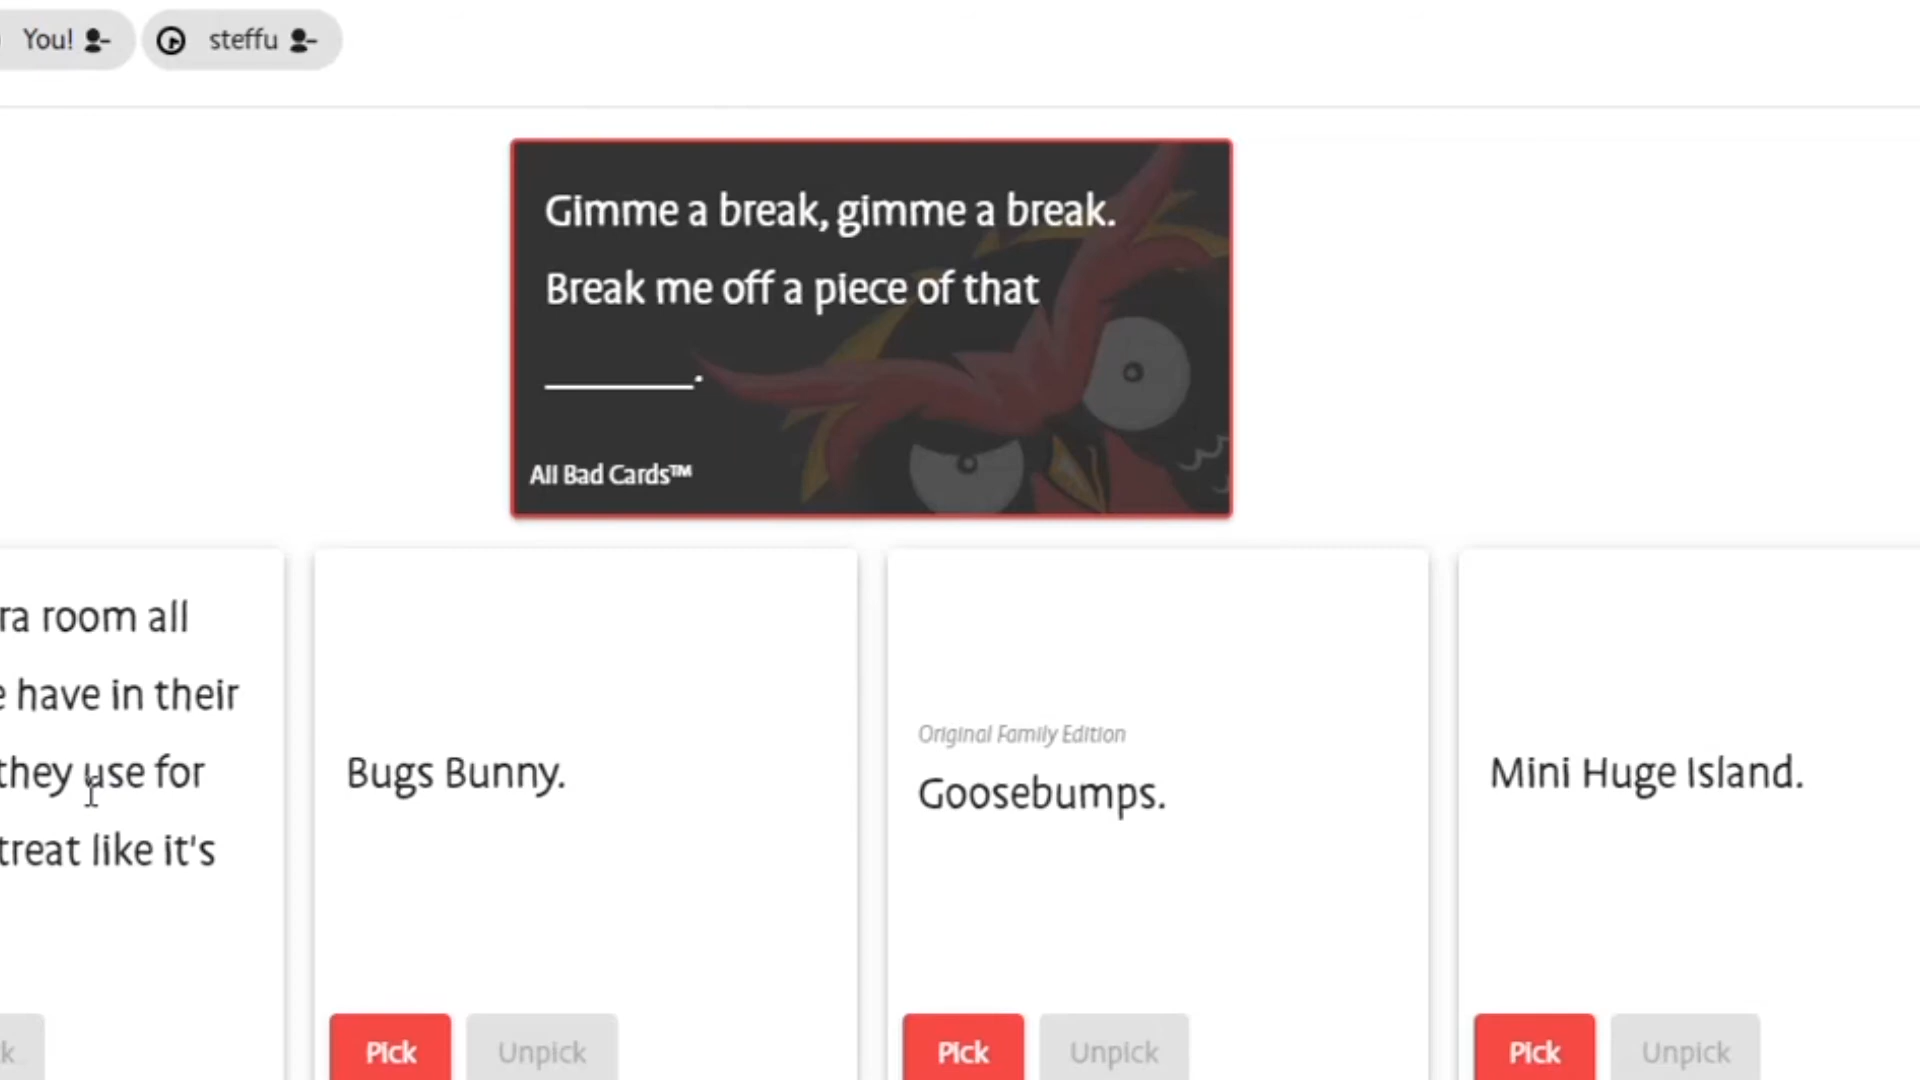 You!
steffu
Gimme a break, gimme a break.
Break me off a piece of that
________.
All Bad Cards™
ra room all
e have in their
they use for
treat like it's
Bugs Bunny.
Original Family Edition
Goosebumps.
Mini Huge Island.
k
Pick
Unpick
Pick
Unpick
Pick
Unpick